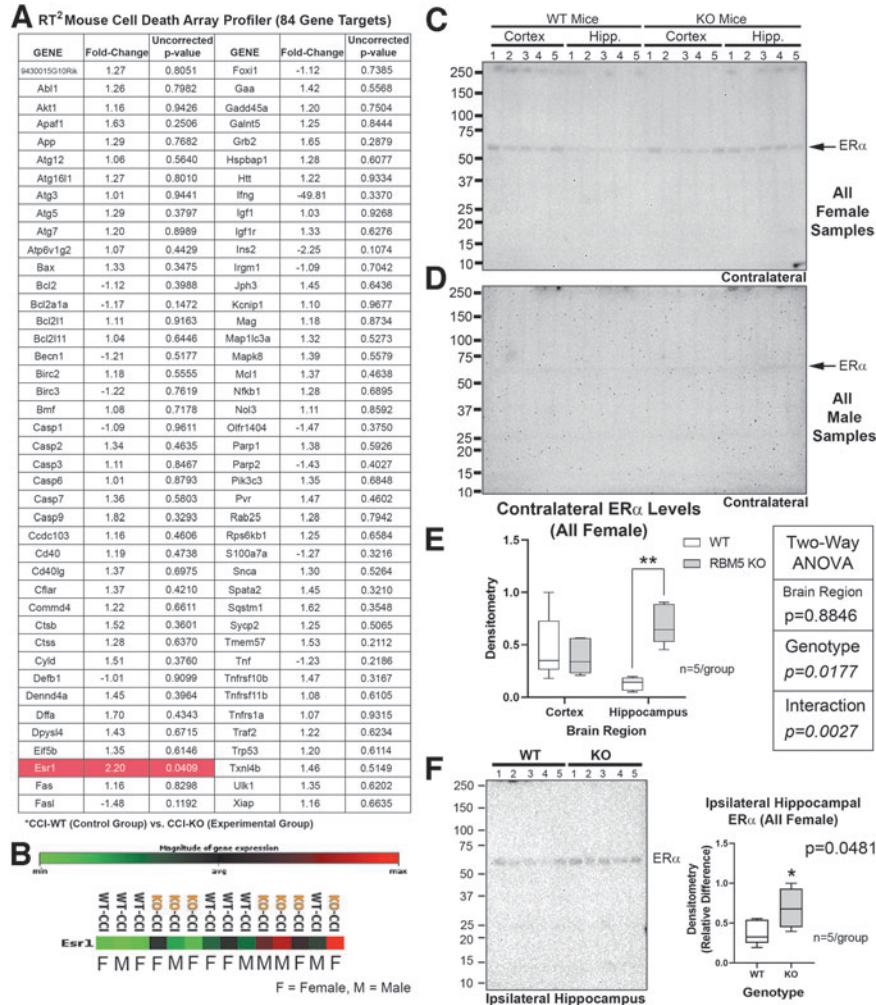 A RT² Mouse Cell Death Array Profiler (84 Gene Targets)
GENE Fold-Change Uncorrected p-value GENE Fold-Change Uncorrected p-value
9430015G10Rik 1.27 0.8051 Foxi1 -1.12 0.7385
Abl1 1.26 0.7982 Gaa 1.42 0.5568
Akt1 1.16 0.9426 Gadd45a 1.20 0.7504
Apaf1 1.63 0.2506 Galnt5 1.25 0.8444
App 1.29 0.7682 Grb2 1.65 0.2879
Atg12 1.06 0.5640 Hspbap1 1.28 0.6077
Atg16l1 1.27 0.8010 Htt 1.22 0.9334
Atg3 1.01 0.9441 Ifng -49.81 0.3370
Atg5 1.29 0.3797 Igf1 1.03 0.9268
Atg7 1.20 0.8989 Igf1r 1.33 0.6276
Atp6v1g2 1.07 0.4429 Ins2 -2.25 0.1074
Bax 1.33 0.3475 Irgm1 -1.09 0.7042
Bcl2 -1.12 0.3988 Jph3 1.45 0.6436
Bcl2a1a -1.17 0.1472 Kcnip1 1.10 0.9677
Bcl2l1 1.11 0.9163 Mag 1.18 0.8734
Bcl2l11 1.04 0.6446 Map1lc3a 1.32 0.5273
Becn1 -1.21 0.5177 Mapk8 1.39 0.5579
Birc2 1.18 0.5555 Mcl1 1.37 0.4638
Birc3 -1.22 0.7619 Nfkb1 1.28 0.6895
Bmf 1.08 0.7178 Nol3 1.11 0.8592
Casp1 -1.09 0.9611 Olfr1404 -1.47 0.3750
Casp2 1.34 0.4635 Parp1 1.38 0.5926
Casp3 1.11 0.8467 Parp2 -1.43 0.4027
Casp6 1.01 0.8793 Pik3c3 1.35 0.6848
Casp7 1.36 0.5803 Pvr 1.47 0.4602
Casp9 1.82 0.3293 Rab25 1.28 0.7942
Ccdc103 1.16 0.4606 Rps6kb1 1.25 0.6584
Cd40 1.19 0.4738 S100a7a -1.27 0.3216
Cd40lg 1.37 0.6975 Snca 1.30 0.5264
Cflar 1.37 0.4210 Spata2 1.45 0.3210
Commd4 1.22 0.6611 Sqstm1 1.62 0.3548
Ctsb 1.52 0.3601 Sycp2 1.25 0.5065
Ctss 1.28 0.6370 Tmem57 1.53 0.2112
Cyld 1.51 0.3760 Tnf -1.23 0.2186
Defb1 -1.01 0.9099 Tnfrsf10b 1.47 0.3167
Dennd4a 1.45 0.3964 Tnfrsf11b 1.08 0.6105
Dffa 1.70 0.4343 Tnfrs1a 1.07 0.9315
Dpysl4 1.43 0.6715 Traf2 1.22 0.6234
Eif5b 1.35 0.6146 Trp53 1.20 0.6114
Esr1 2.20 0.0409 Txnl4b 1.46 0.5149
Fas 1.16 0.8298 Ulk1 1.35 0.6202
Fasl -1.48 0.1192 Xiap 1.16 0.6635
*CCI-WT (Control Group) vs. CCI-KO (Experimental Group)
B Magnitude of gene expression
min avg max
WT-CCI WT-CCI WT-CCI KO-CCI KO-CCI KO-CCI WT-CCI WT-CCI WT-CCI KO-CCI KO-CCI KO-CCI WT-CCI KO-CCI
Esr1
F M F F M F F F M M M F M F
F = Female, M = Male
C WT Mice KO Mice
Cortex Hipp. Cortex Hipp.
1 2 3 4 5 1 2 3 4 5 1 2 3 4 5 1 2 3 4 5
250
150
100
75
ERα
50
37
25
20
15
10
All
Female
Samples
Contralateral
D
250
150
100
75
ERα
50
37
25
20
15
10
All
Male
Samples
Contralateral
E Contralateral ERα Levels
(All Female)
WT
RBM5 KO
Densitometry
1.5
1.0
0.5
0.0
**
n=5/group
Cortex Hippocampus
Brain Region
Two-Way
ANOVA
Brain Region
p=0.8846
Genotype
p=0.0177
Interaction
p=0.0027
F WT KO
1 2 3 4 5 1 2 3 4 5
250
150
100
75
ERα
50
37
25
20
15
10
Ipsilateral Hippocampus
Ipsilateral Hippocampal
ERα (All Female)
p=0.0481
Densitometry
(Relative Difference)
1.5
1.0
0.5
0.0
*
n=5/group
WT KO
Genotype